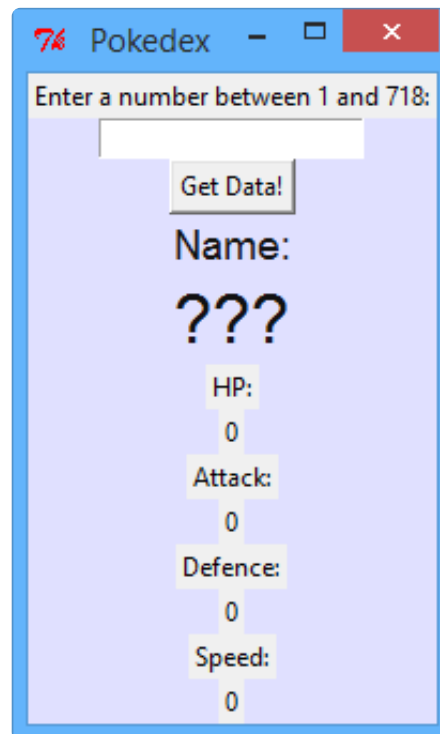 Pokedex
Enter a number between 1 and 718:
Get Data!
Name:
???
HP:
0
Attack:
0
Defence:
0
Speed:
0